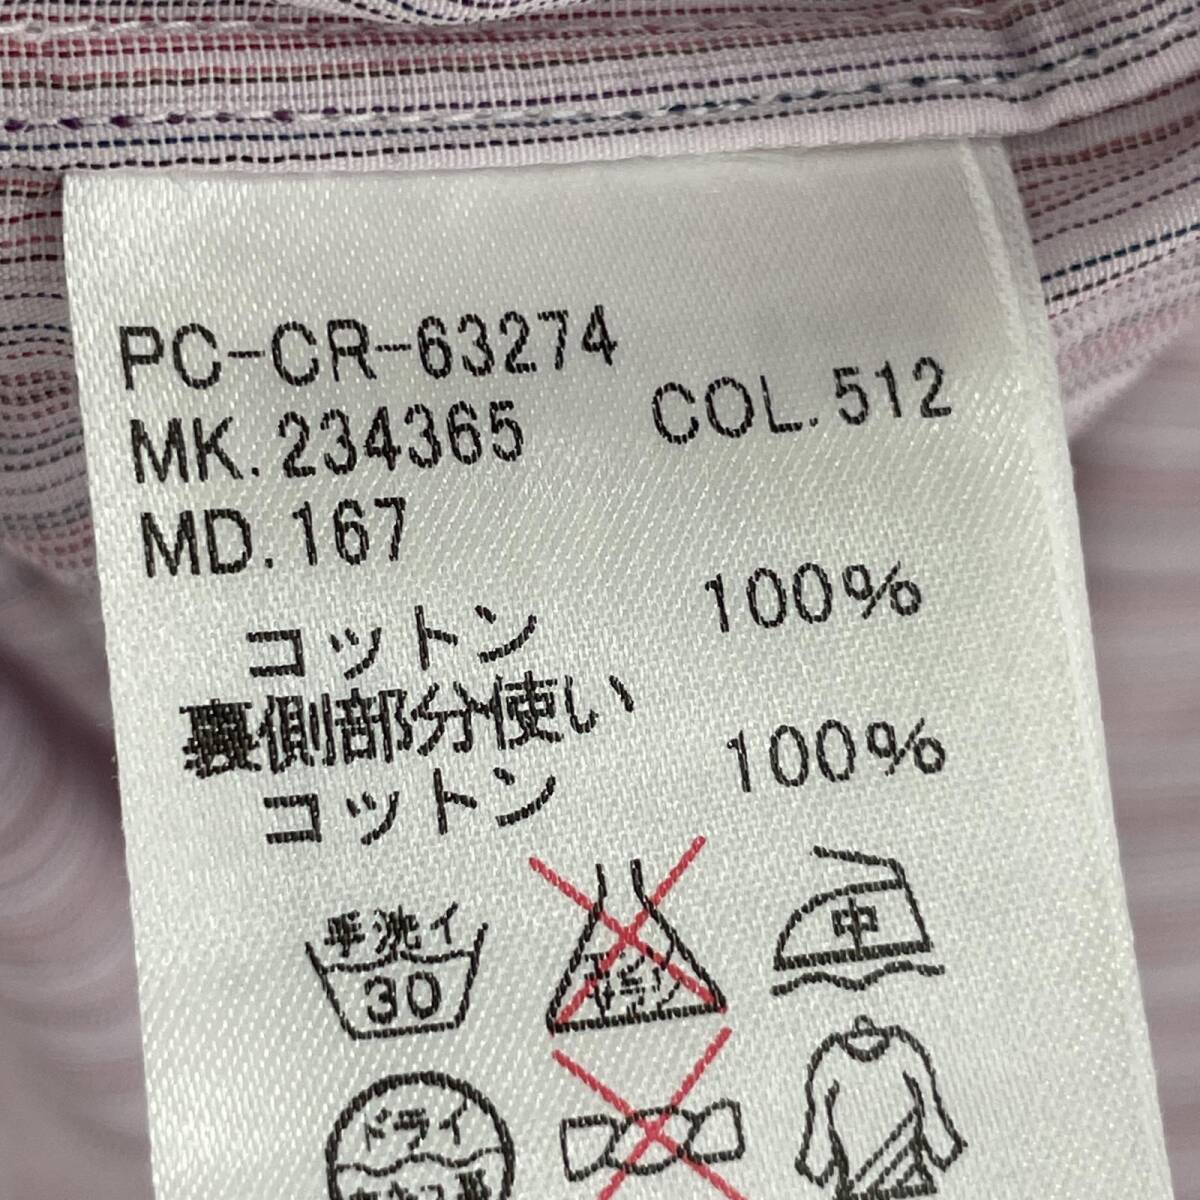 PC-CR-63274
MK.234365 COL.512
MD.167
コットン 100%
裏側部分使い
コットン 100%
手洗イ
30
中
ドライ